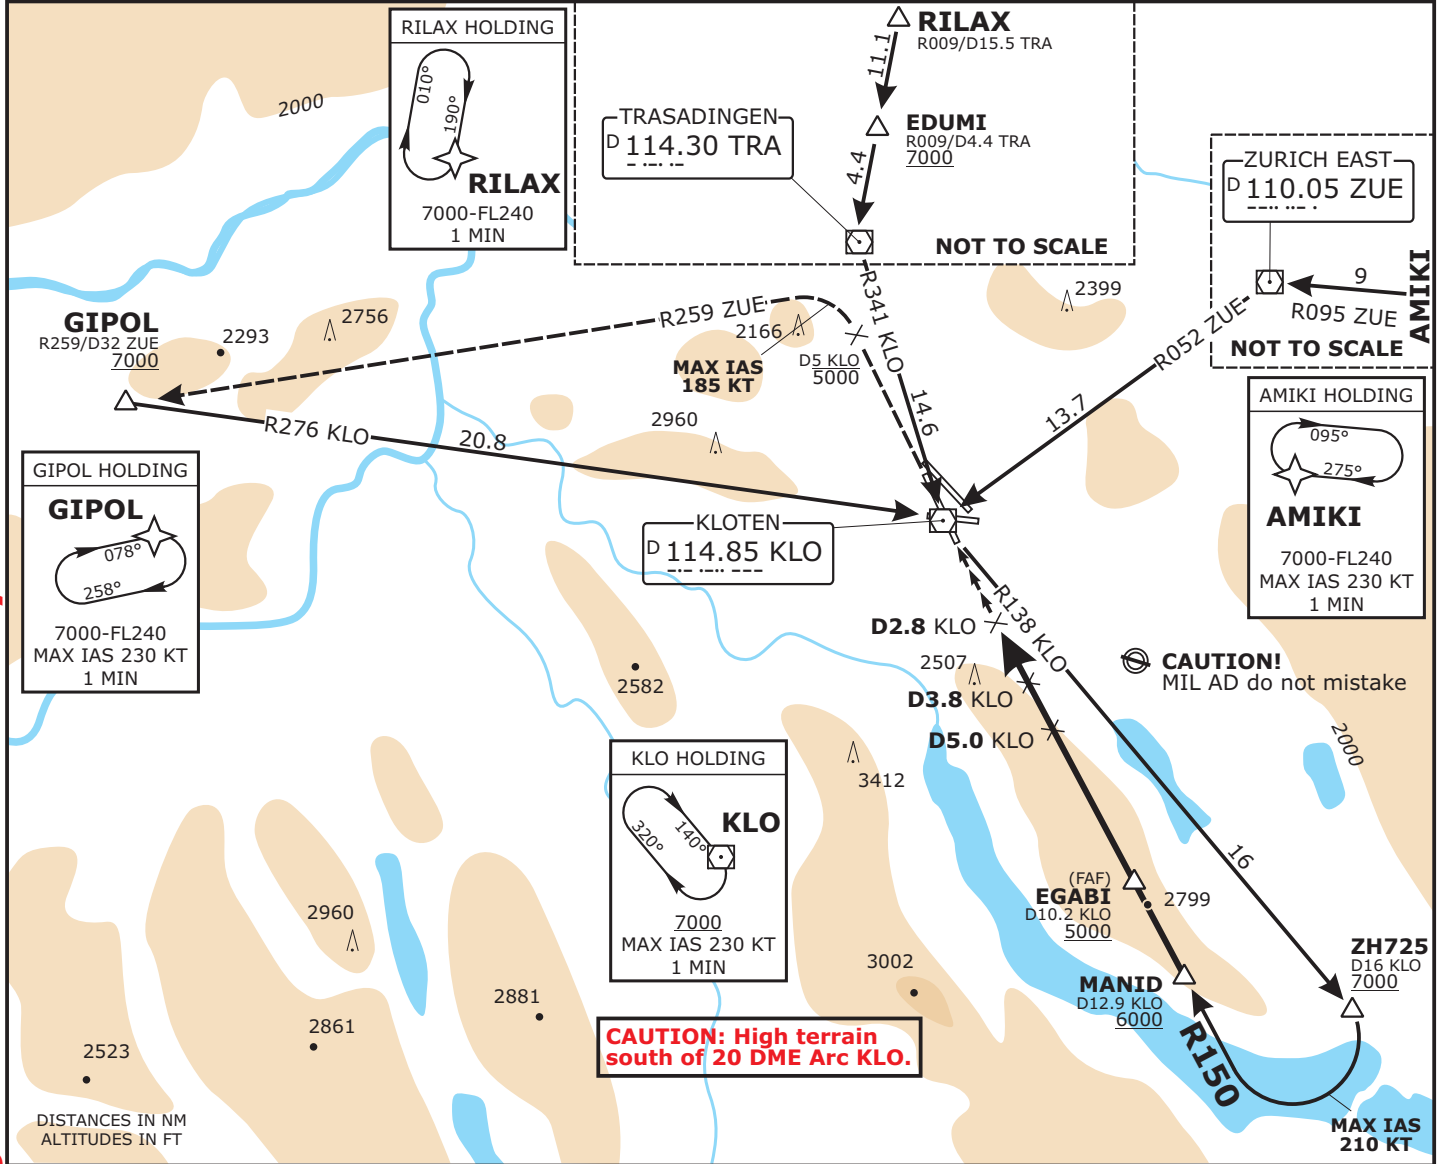 RILAX HOLDING
010°
190°
RILAX
7000-FL240
1 MIN
2000
RILAX
R009/D15.5 TRA
11.1
TRASADINGEN
D 114.30 TRA
EDUMI
R009/D4.4 TRA
7000
4.4
NOT TO SCALE
ZURICH EAST
D 110.05 ZUE
9
R095 ZUE
AMIKI
NOT TO SCALE
R052 ZUE
13.7
GIPOL
R259/D32 ZUE
7000
2293
2756
R259 ZUE
2166
MAX IAS
185 KT
D5 KLO
5000
R341 KLO
14.6
2399
R276 KLO
20.8
2960
AMIKI HOLDING
095°
275°
AMIKI
7000-FL240
MAX IAS 230 KT
1 MIN
GIPOL HOLDING
GIPOL
078°
258°
7000-FL240
MAX IAS 230 KT
1 MIN
KLOTEN
D 114.85 KLO
R138 KLO
D2.8 KLO
2507
D3.8 KLO
D5.0 KLO
CAUTION!
MIL AD do not mistake
2582
2000
KLO HOLDING
320°
140°
KLO
7000
MAX IAS 230 KT
1 MIN
3412
16
(FAF)
EGABI
D10.2 KLO
5000
2799
2960
3002
MANID
D12.9 KLO
6000
ZH725
D16 KLO
7000
2881
2861
2523
CAUTION: High terrain
south of 20 DME Arc KLO.
R150
MAX IAS
210 KT
DISTANCES IN NM
ALTITUDES IN FT